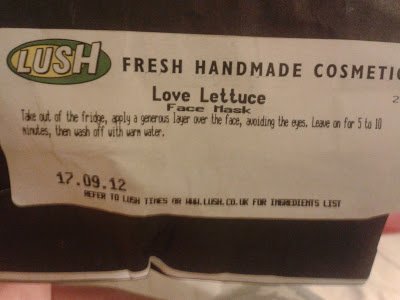 LUSH
FRESH HANDMADE COSMETIC
Love Lettuce
2
Face Mask
Take out of the fridge, apply a generous layer over the face, avoiding the eyes. Leave on for 5 to 10
minutes, then wash off with warm water.
17.09.12
REFER TO LUSH TIMES OR WWW.LUSH.CO.UK FOR INGREDIENTS LIST